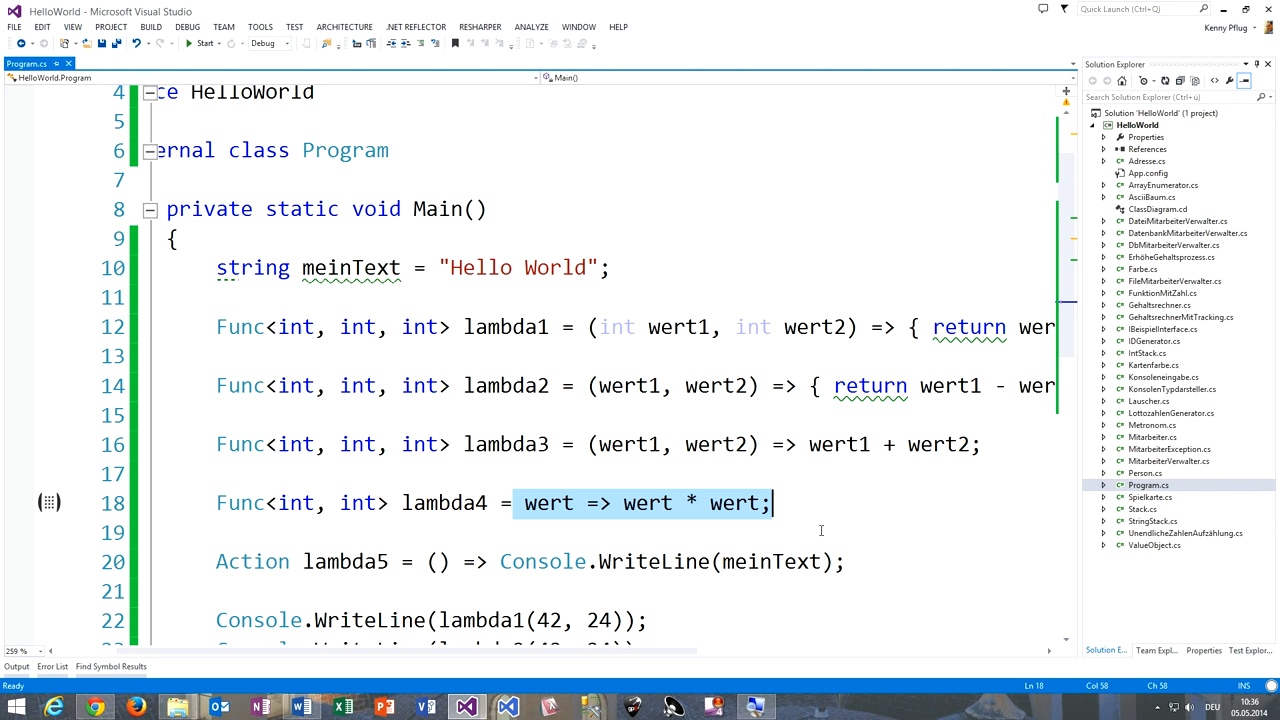 HelloWorld - Microsoft Visual Studio
Quick Launch (Ctrl+Q)
FILE EDIT VIEW PROJECT BUILD DEBUG TEAM TOOLS TEST ARCHITECTURE .NET REFLECTOR RESHARPER ANALYZE WINDOW HELP
Kenny Pflug
Start Debug
Program.cs
HelloWorld.Program Main()
4 ce HelloWorld
5
6 ernal class Program
7
8 private static void Main()
9 {
10 string meinText = "Hello World";
11
12 Func<int, int, int> lambda1 = (int wert1, int wert2) => { return wer
13
14 Func<int, int, int> lambda2 = (wert1, wert2) => { return wert1 - wer
15
16 Func<int, int, int> lambda3 = (wert1, wert2) => wert1 + wert2;
17
18 Func<int, int> lambda4 = wert => wert * wert;
19
20 Action lambda5 = () => Console.WriteLine(meinText);
21
22 Console.WriteLine(lambda1(42, 24));
259 %
Output Error List Find Symbol Results
Solution Explorer
Search Solution Explorer (Ctrl+ü)
Solution 'HelloWorld' (1 project)
HelloWorld
Properties
References
Adresse.cs
App.config
ArrayEnumerator.cs
AsciiBaum.cs
ClassDiagram.cd
DateiMitarbeiterVerwalter.cs
DatenbankMitarbeiterVerwalter.cs
DbMitarbeiterVerwalter.cs
ErhöheGehaltsprozess.cs
Farbe.cs
FileMitarbeiterVerwalter.cs
FunktionMitZahl.cs
Gehaltsrechner.cs
GehaltsrechnerMitTracking.cs
IBeispielInterface.cs
IDGenerator.cs
IntStack.cs
Kartenfarbe.cs
Konsoleneingabe.cs
KonsolenTypdarsteller.cs
Lauscher.cs
LottozahlenGenerator.cs
Metronom.cs
Mitarbeiter.cs
MitarbeiterException.cs
MitarbeiterVerwalter.cs
Person.cs
Program.cs
Spielkarte.cs
Stack.cs
StringStack.cs
UnendlicheZahlenAufzählung.cs
ValueObject.cs
Solution E... Team Expl... Properties Test Explor...
Ready Ln 18 Col 58 Ch 58 INS
DEU
10:36
05.05.2014